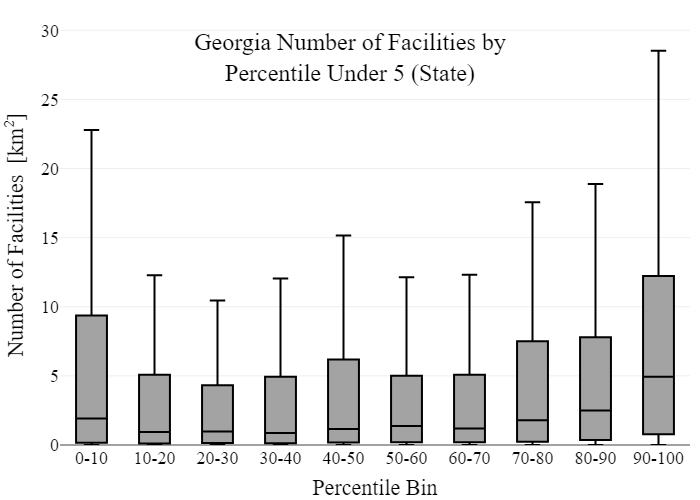 Georgia Number of Facilities by
Percentile Under 5 (State)
Number of Facilities [km²]
30
25
20
15
10
5
0
0-10 10-20 20-30 30-40 40-50 50-60 60-70 70-80 80-90 90-100
Percentile Bin